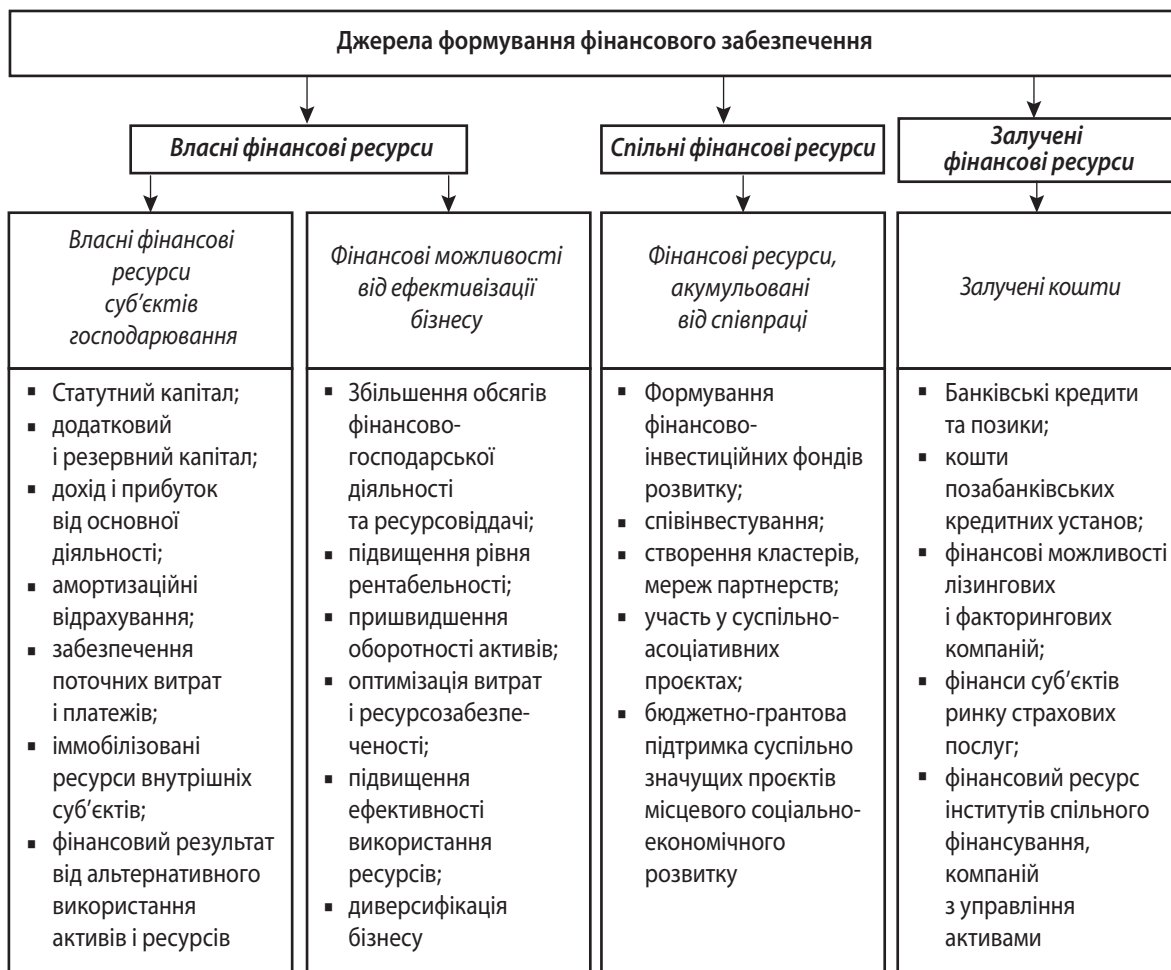 Джерела формування фінансового забезпечення
Власні фінансові ресурси
Спільні фінансові ресурси
Залучені
фінансові ресурси
Власні фінансові
ресурси
суб’єктів
господарювання
Фінансові можливості
від ефективізації
бізнесу
Фінансові ресурси,
акумульовані
від співпраці
Залучені кошти
▪ Статутний капітал;
▪ додатковий
і резервний капітал;
▪ дохід і прибуток
від основної
діяльності;
▪ амортизаційні
відрахування;
▪ забезпечення
поточних витрат
і платежів;
▪ іммобілізовані
ресурси внутрішніх
суб’єктів;
▪ фінансовий результат
від альтернативного
використання
активів і ресурсів
▪ Збільшення обсягів
фінансово-
господарської
діяльності
та ресурсовіддачі;
▪ підвищення рівня
рентабельності;
▪ пришвидшення
оборотності активів;
▪ оптимізація витрат
і ресурсозабезпе-
ченості;
▪ підвищення
ефективності
використання
ресурсів;
▪ диверсифікація
бізнесу
▪ Формування
фінансово-
інвестиційних фондів
розвитку;
▪ співінвестування;
▪ створення кластерів,
мереж партнерств;
▪ участь у суспільно-
асоціативних
проєктах;
▪ бюджетно-грантова
підтримка суспільно
значущих проєктів
місцевого соціально-
економічного
розвитку
▪ Банківські кредити
та позики;
▪ кошти
позабанківських
кредитних установ;
▪ фінансові можливості
лізингових
і факторингових
компаній;
▪ фінанси суб’єктів
ринку страхових
послуг;
▪ фінансовий ресурс
інститутів спільного
фінансування,
компаній
з управління
активами